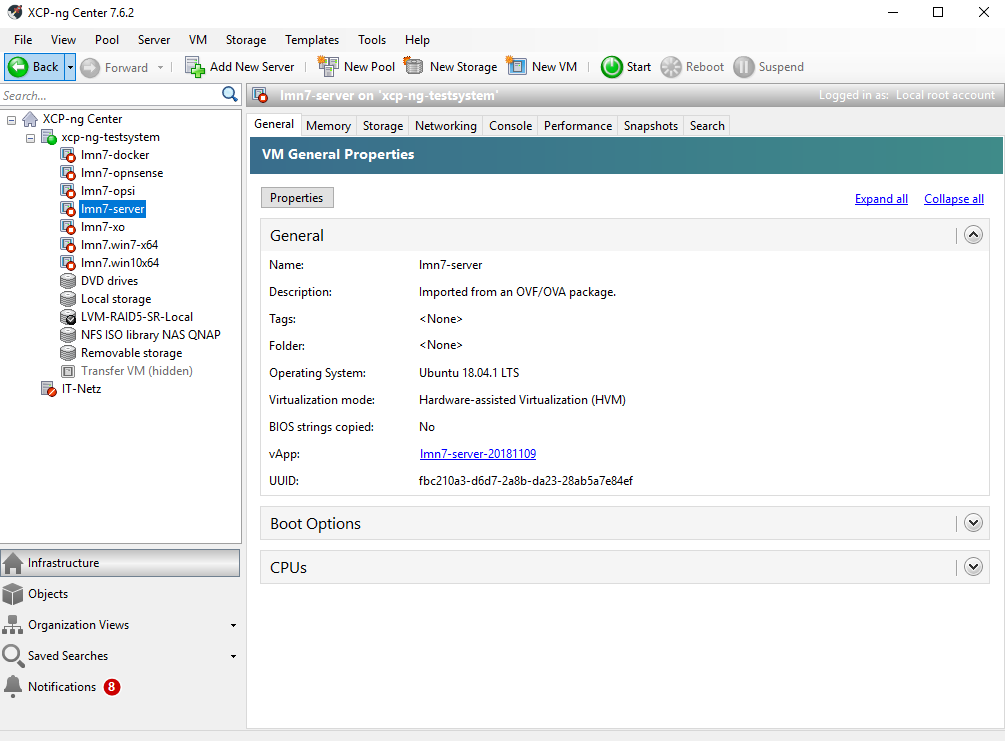 XCP-ng Center 7.6.2
File View Pool Server VM Storage Templates Tools Help
Back Forward Add New Server New Pool New Storage New VM Start Reboot Suspend
Search...
lmn7-server on 'xcp-ng-testsystem' Logged in as: Local root account
XCP-ng Center
xcp-ng-testsystem
lmn7-docker
lmn7-opnsense
lmn7-opsi
lmn7-server
lmn7-xo
lmn7.win7-x64
lmn7.win10x64
DVD drives
Local storage
LVM-RAID5-SR-Local
NFS ISO library NAS QNAP
Removable storage
Transfer VM (hidden)
IT-Netz
Infrastructure
Objects
Organization Views
Saved Searches
Notifications 8
General Memory Storage Networking Console Performance Snapshots Search
VM General Properties
Properties Expand all Collapse all
General
Name: lmn7-server
Description: Imported from an OVF/OVA package.
Tags: <None>
Folder: <None>
Operating System: Ubuntu 18.04.1 LTS
Virtualization mode: Hardware-assisted Virtualization (HVM)
BIOS strings copied: No
vApp: lmn7-server-20181109
UUID: fbc210a3-d6d7-2a8b-da23-28ab5a7e84ef
Boot Options
CPUs